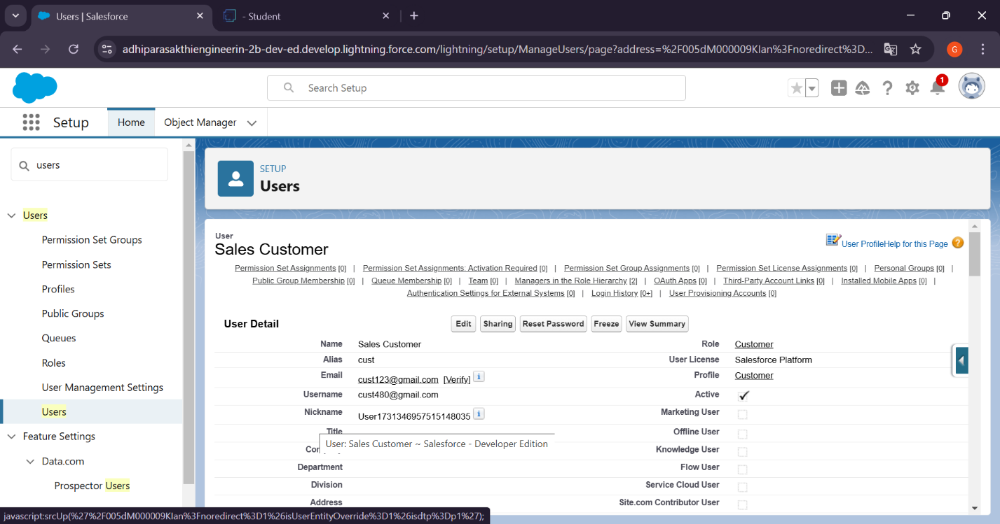 Users | Salesforce
- Student
adhiparasakthiengineerin-2b-dev-ed.develop.lightning.force.com/lightning/setup/ManageUsers/page?address=%2F005dM000009Klan%3Fnoredirect%3D...
G
Search Setup
1
Setup
Home
Object Manager
users
Users
Permission Set Groups
Permission Sets
Profiles
Public Groups
Queues
Roles
User Management Settings
Users
Feature Settings
Data.com
Prospector Users
SETUP
Users
User
Sales Customer
User Profile Help for this Page ?
Permission Set Assignments [0] | Permission Set Assignments: Activation Required [0] | Permission Set Group Assignments [0] | Permission Set License Assignments [0] | Personal Groups [0] |
Public Group Membership [0] | Queue Membership [0] | Team [0] | Managers in the Role Hierarchy [2] | OAuth Apps [0] | Third-Party Account Links [0] | Installed Mobile Apps [0] |
Authentication Settings for External Systems [0] | Login History [0+] | User Provisioning Accounts [0]
User Detail
Edit Sharing Reset Password Freeze View Summary
Name Sales Customer Role Customer
Alias cust User License Salesforce Platform
Email cust123@gmail.com [Verify] i Profile Customer
Username cust480@gmail.com Active
Nickname User1731346957515148035 i Marketing User
Title Offline User
User: Sales Customer ~ Salesforce - Developer Edition
Knowledge User
Department Flow User
Division Service Cloud User
Address Site.com Contributor User
javascript:srcUp(%27%2F005dM000009Klan%3Fnoredirect%3D1%26isUserEntityOverride%3D1%26isdtp%3Dp1%27);